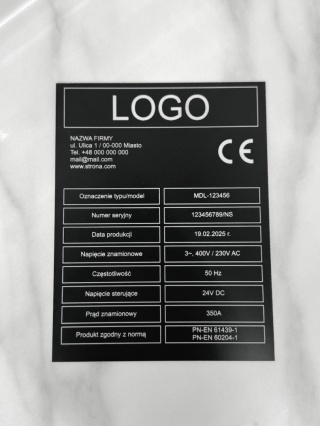 LOGO
NAZWA FIRMY
ul. Ulica 1 / 00-000 Miasto
Tel. +48 000 000 000
mail@mail.com
www.strona.com
CE
Oznaczenie typu/model MDL-123456
Numer seryjny 123456789/NS
Data produkcji 19.02.2025 r.
Napięcie znamionowe 3~, 400V / 230V AC
Częstotliwość 50 Hz
Napięcie sterujące 24V DC
Prąd znamionowy 350A
Produkt zgodny z normą PN-EN 61439-1
PN-EN 60204-1